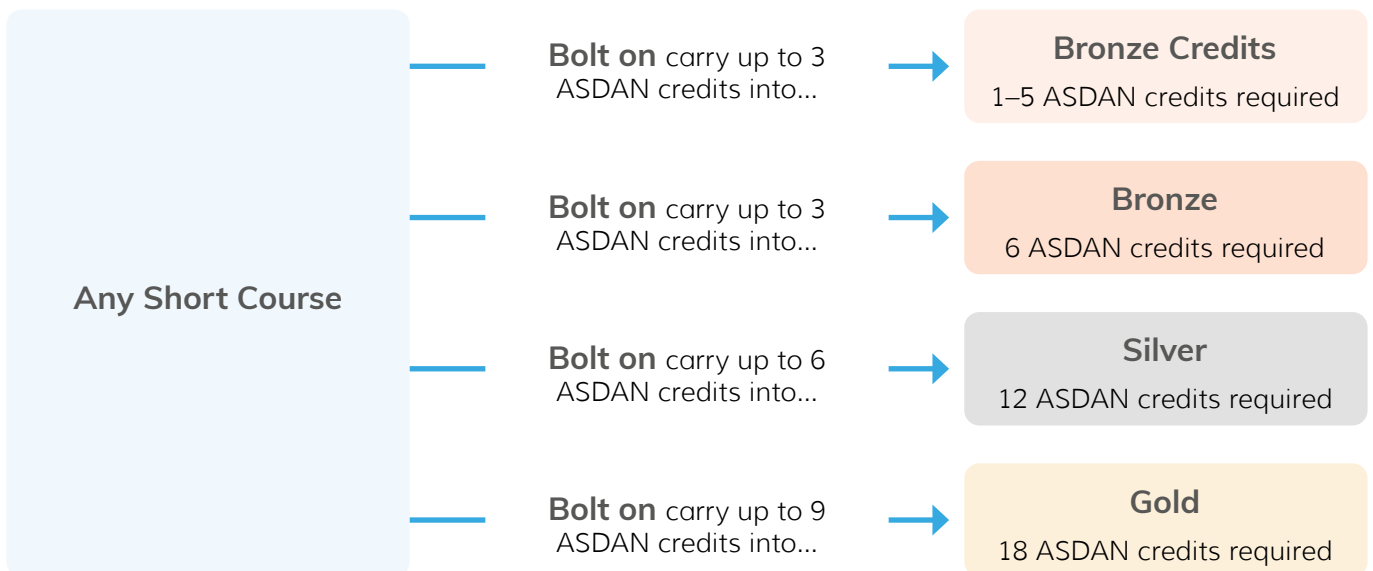 Any Short Course
Bolt on carry up to 3
ASDAN credits into...
Bronze Credits
1–5 ASDAN credits required
Bolt on carry up to 3
ASDAN credits into...
Bronze
6 ASDAN credits required
Bolt on carry up to 6
ASDAN credits into...
Silver
12 ASDAN credits required
Bolt on carry up to 9
ASDAN credits into...
Gold
18 ASDAN credits required